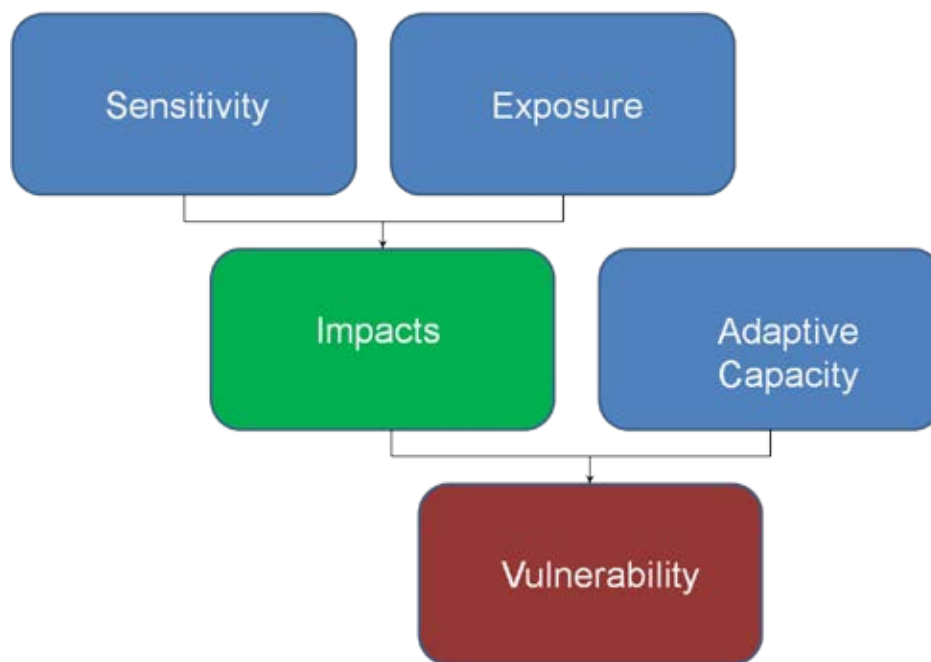 Sensitivity
Exposure
Impacts
Adaptive
Capacity
Vulnerability